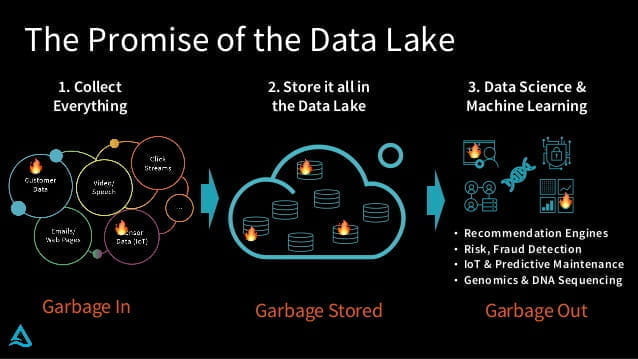 The Promise of the Data Lake
1. Collect
Everything
2. Store it all in
the Data Lake
3. Data Science &
Machine Learning
Customer
Data
Video/
Speech
Click
Streams
...
Emails/
Web Pages
Sensor
Data (IoT)
• Recommendation Engines
• Risk, Fraud Detection
• IoT & Predictive Maintenance
• Genomics & DNA Sequencing
Garbage In
Garbage Stored
Garbage Out